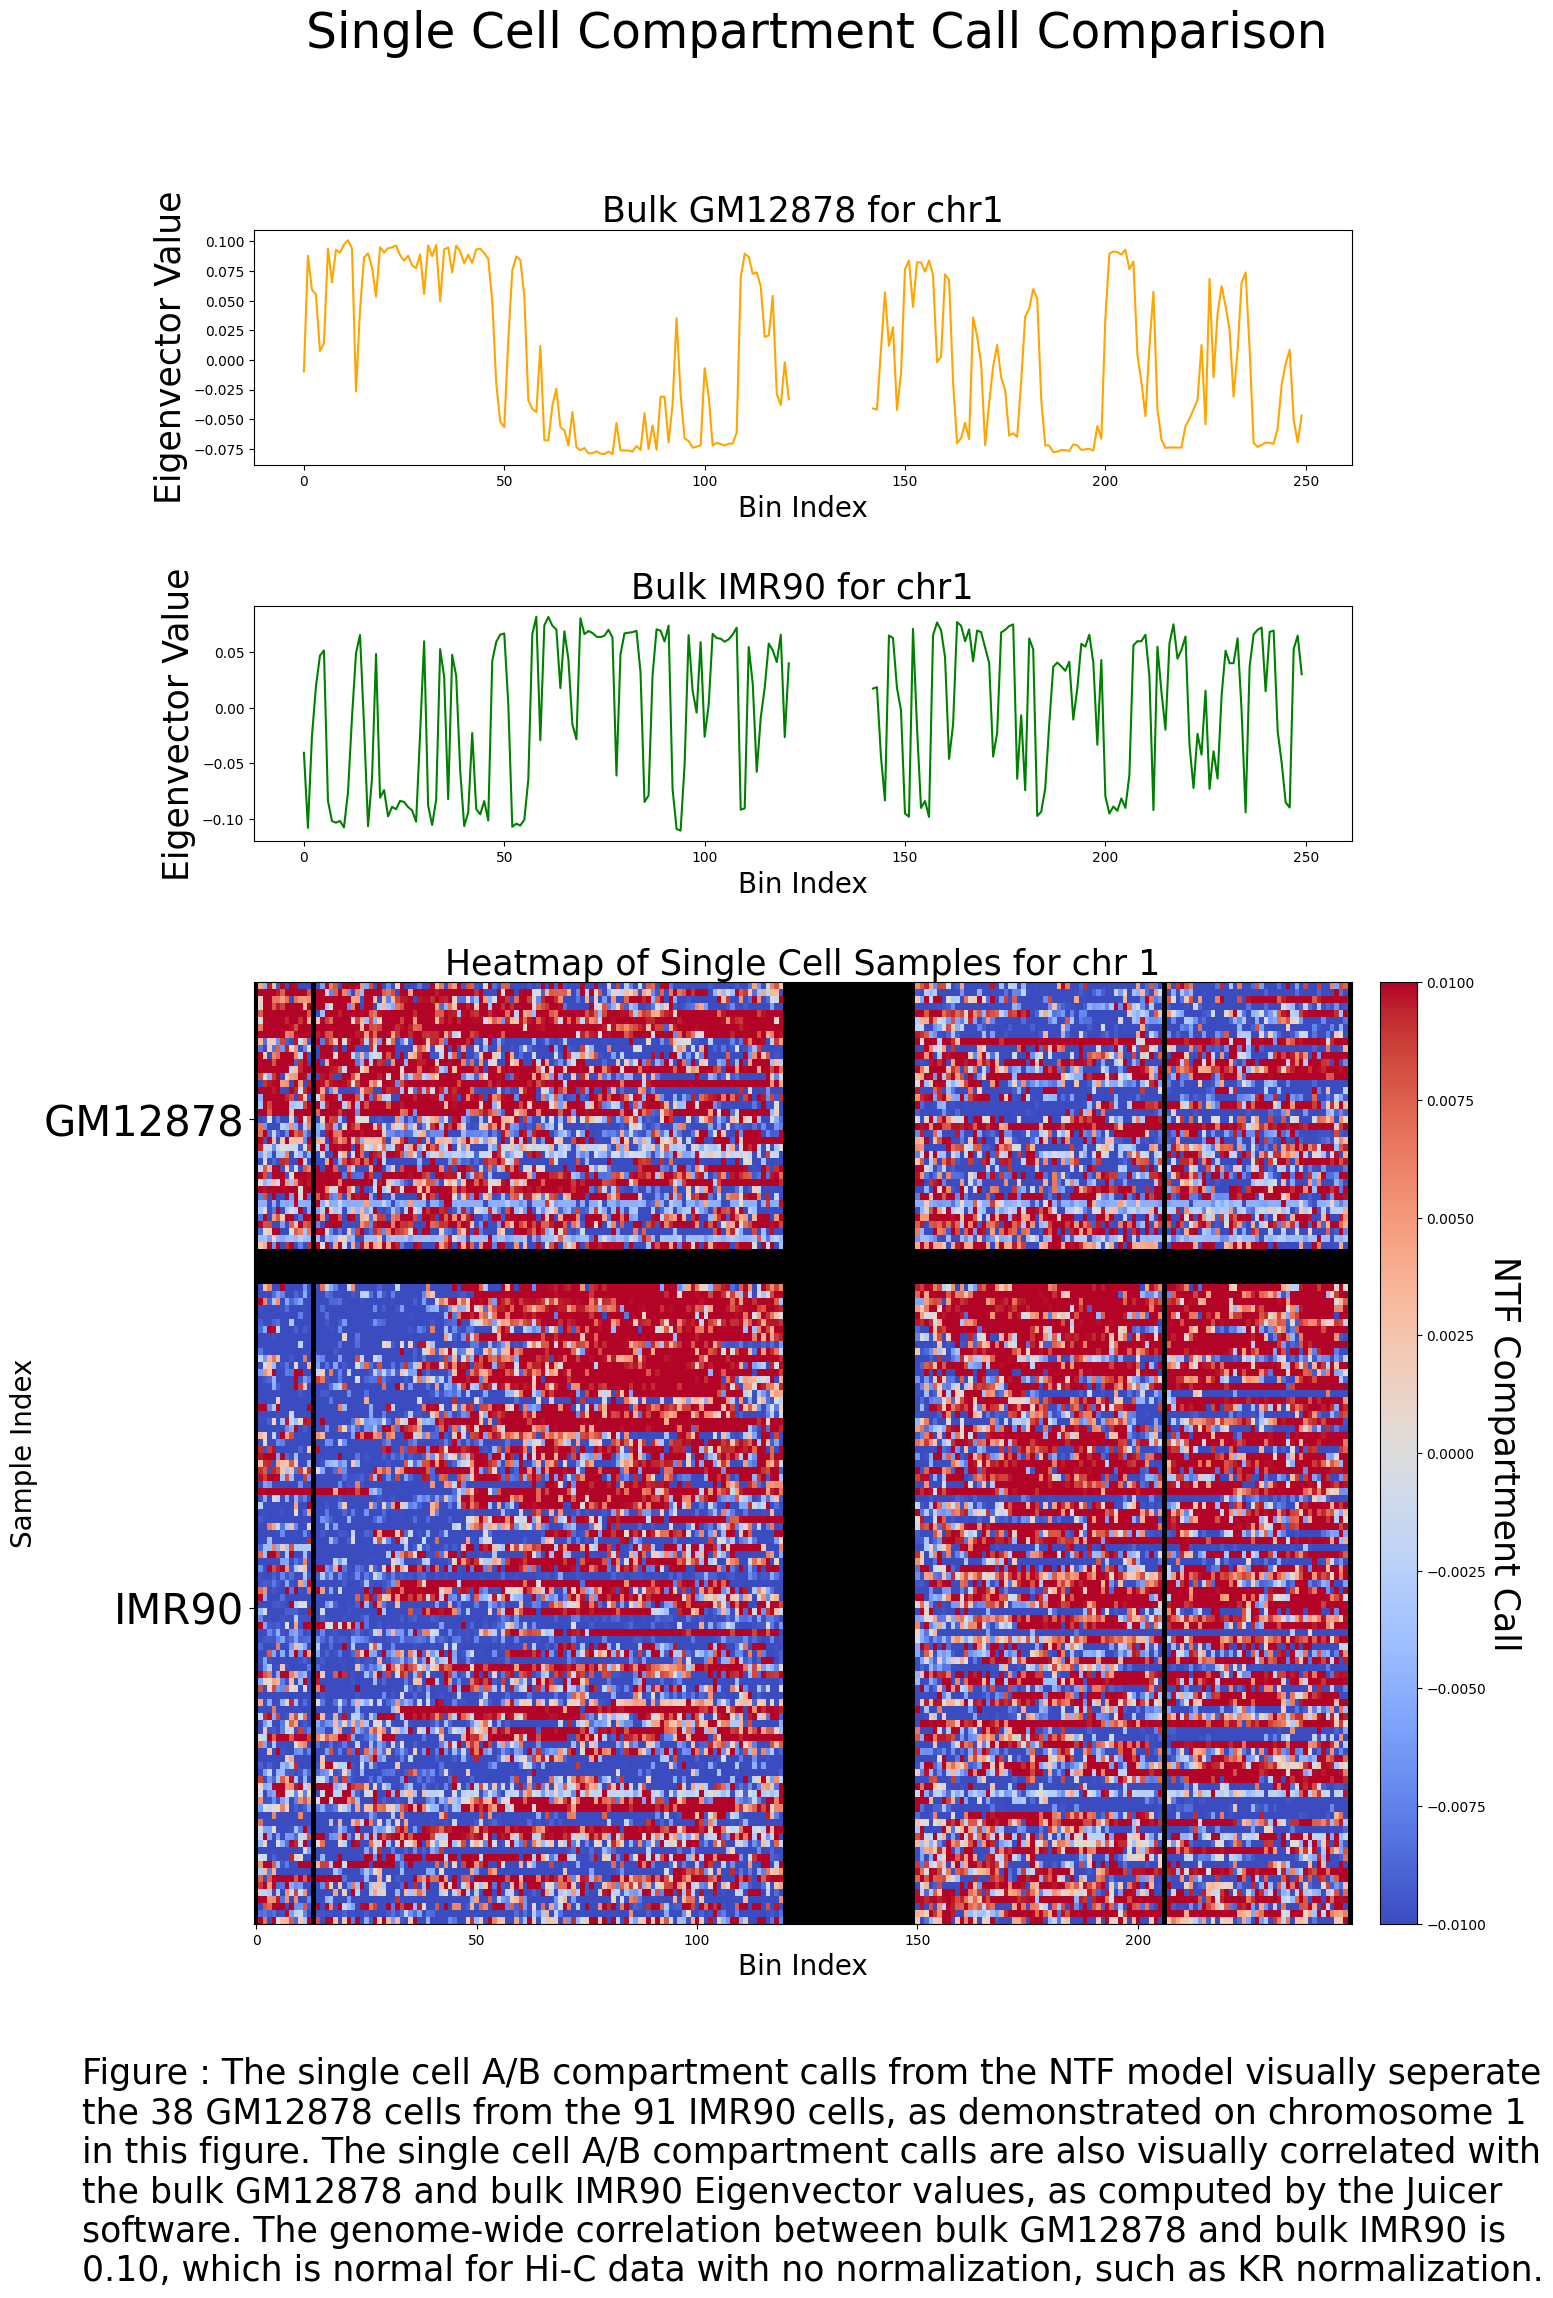 Single Cell Compartment Call Comparison
Bulk GM12878 for chr1
Eigenvector Value
0.100
0.075
0.050
0.025
0.000
−0.025
−0.050
−0.075
0 50 100 150 200 250
Bin Index
Bulk IMR90 for chr1
Eigenvector Value
0.05
0.00
−0.05
−0.10
0 50 100 150 200 250
Bin Index
Heatmap of Single Cell Samples for chr 1
Sample Index
GM12878
IMR90
0 50 100 150 200
Bin Index
0.0100
0.0075
0.0050
0.0025
0.0000
−0.0025
−0.0050
−0.0075
−0.0100
NTF Compartment Call
Figure : The single cell A/B compartment calls from the NTF model visually seperate
the 38 GM12878 cells from the 91 IMR90 cells, as demonstrated on chromosome 1
in this figure. The single cell A/B compartment calls are also visually correlated with
the bulk GM12878 and bulk IMR90 Eigenvector values, as computed by the Juicer
software. The genome-wide correlation between bulk GM12878 and bulk IMR90 is
0.10, which is normal for Hi-C data with no normalization, such as KR normalization.